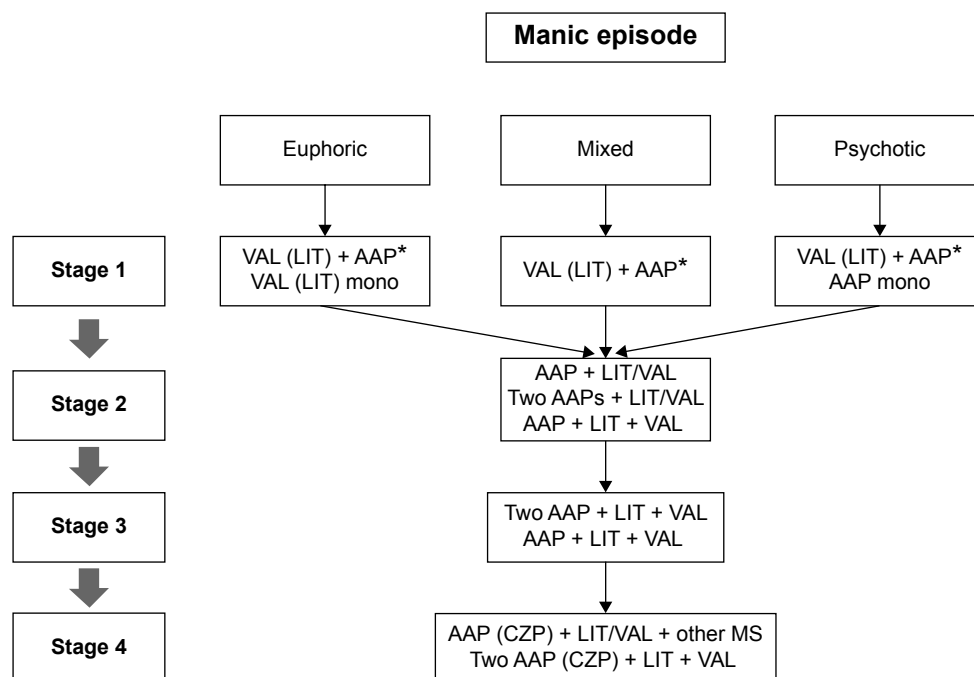 Manic episode
Euphoric
Mixed
Psychotic
Stage 1
VAL (LIT) + AAP*
VAL (LIT) mono
VAL (LIT) + AAP*
VAL (LIT) + AAP*
AAP mono
Stage 2
AAP + LIT/VAL
Two AAPs + LIT/VAL
AAP + LIT + VAL
Stage 3
Two AAP + LIT + VAL
AAP + LIT + VAL
Stage 4
AAP (CZP) + LIT/VAL + other MS
Two AAP (CZP) + LIT + VAL